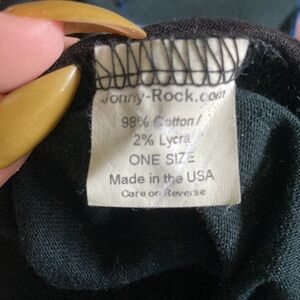 Jonny-Rock.com
98% Cotton/
2% Lycra
ONE SIZE
Made in the USA
Care on Reverse